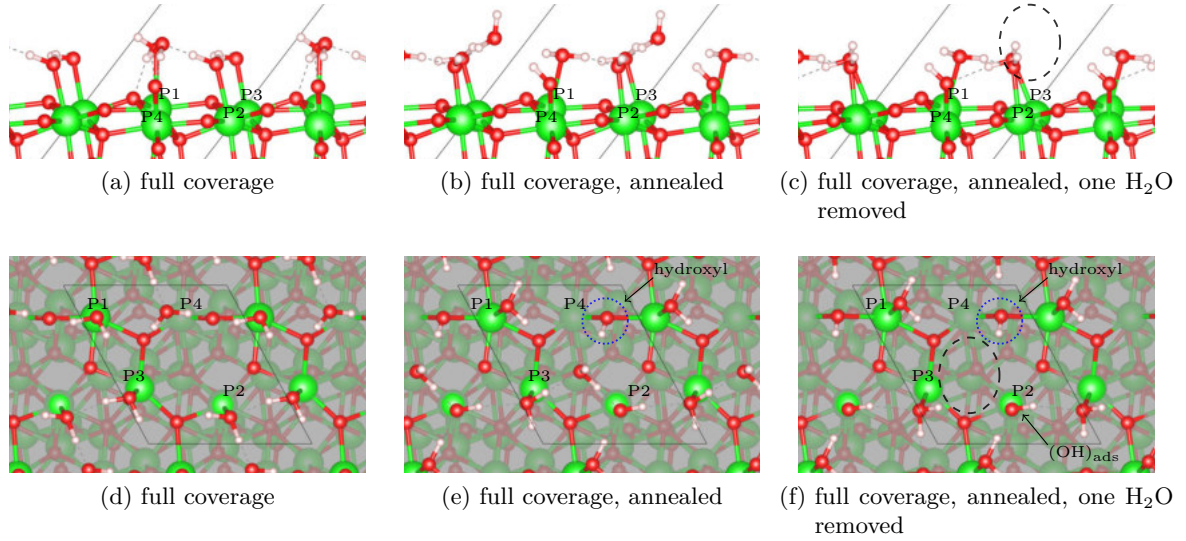 P1
P3
P4
P2
P1
P3
P4
P2
P1
P3
P4
P2
(a) full coverage
(b) full coverage, annealed
(c) full coverage, annealed, one H₂O
removed
P1
P4
P3
P2
hydroxyl
P1
P4
P3
P2
hydroxyl
P1
P4
P3
P2
(OH)ads
(d) full coverage
(e) full coverage, annealed
(f) full coverage, annealed, one H₂O
removed